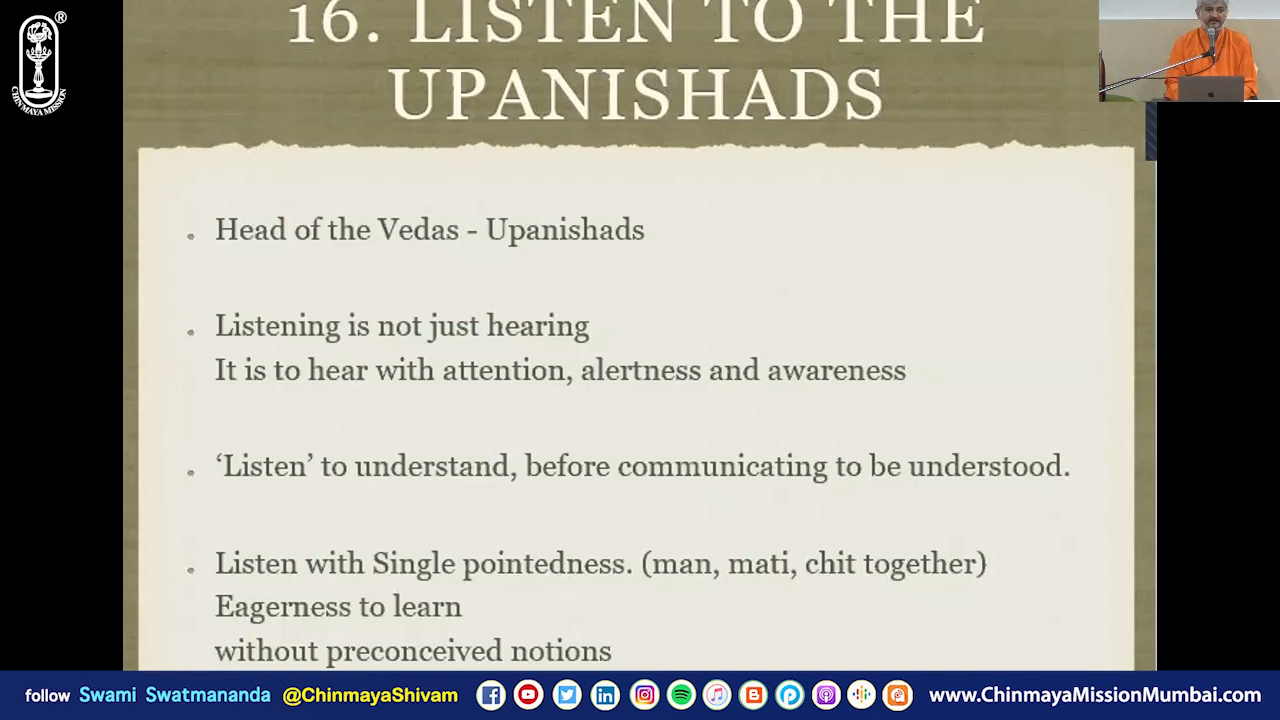 16. LISTEN TO THE
UPANISHADS
®
CHINMAYA MISSION
Head of the Vedas - Upanishads
Listening is not just hearing
It is to hear with attention, alertness and awareness
‘Listen’ to understand, before communicating to be understood.
Listen with Single pointedness. (man, mati, chit together)
Eagerness to learn
without preconceived notions
follow Swami Swatmananda @ChinmayaShivam www.ChinmayaMissionMumbai.com